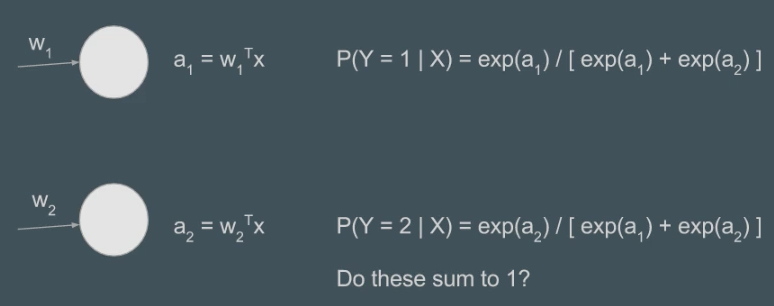 w₁
a₁ = w₁ᵀx P(Y = 1 | X) = exp(a₁) / [ exp(a₁) + exp(a₂) ]
w₂
a₂ = w₂ᵀx P(Y = 2 | X) = exp(a₂) / [ exp(a₁) + exp(a₂) ]
Do these sum to 1?